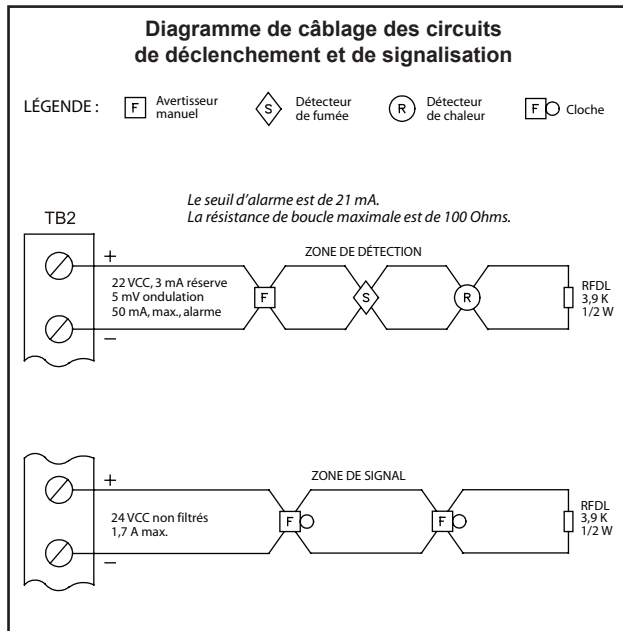 Diagramme de câblage des circuits
de déclenchement et de signalisation
LÉGENDE :
F
Avertisseur
manuel
S
Détecteur
de fumée
R
Détecteur
de chaleur
F
Cloche
Le seuil d’alarme est de 21 mA.
La résistance de boucle maximale est de 100 Ohms.
TB2
+
ZONE DE DÉTECTION
22 VCC, 3 mA réserve
5 mV ondulation
50 mA, max., alarme
F
S
R
RFDL
3,9 K
1/2 W
–
+
ZONE DE SIGNAL
24 VCC non filtrés
1,7 A max.
F
F
RFDL
3,9 K
1/2 W
–